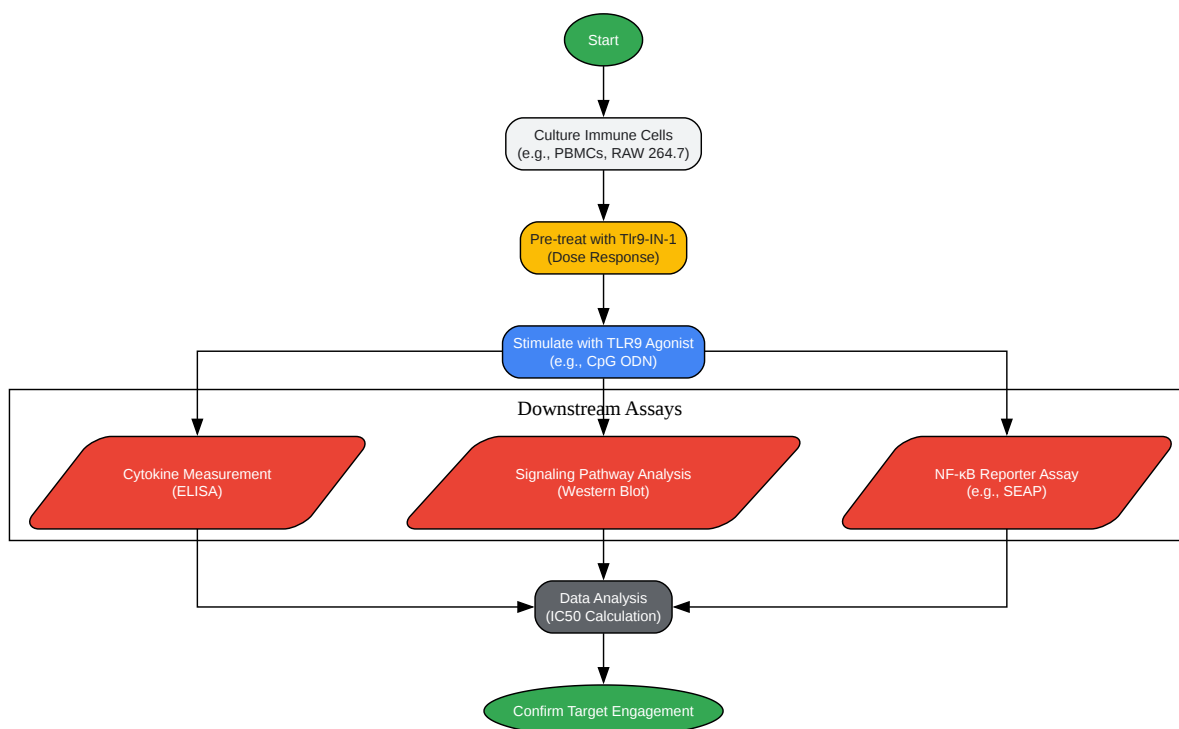 Start
Culture Immune Cells
(e.g., PBMCs, RAW 264.7)
Pre-treat with Tlr9-IN-1
(Dose Response)
Stimulate with TLR9 Agonist
(e.g., CpG ODN)
Downstream Assays
Cytokine Measurement
(ELISA)
Signaling Pathway Analysis
(Western Blot)
NF-κB Reporter Assay
(e.g., SEAP)
Data Analysis
(IC50 Calculation)
Confirm Target Engagement